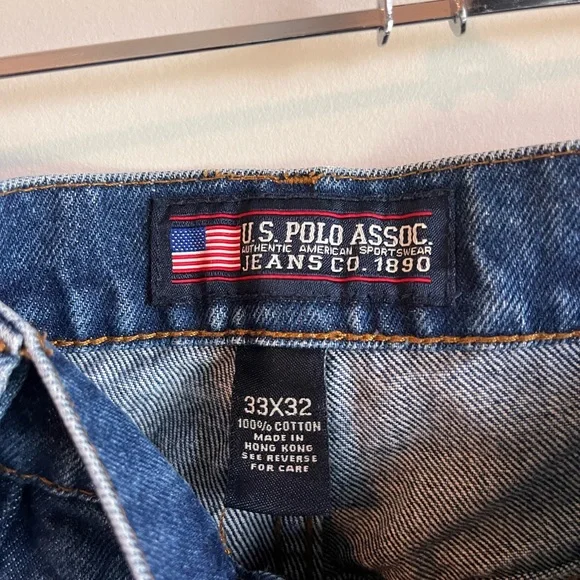 U.S. POLO ASSOC.
AUTHENTIC AMERICAN SPORTSWEAR
JEANS CO. 1890
33X32
100% COTTON
MADE IN
HONG KONG
SEE REVERSE
FOR CARE